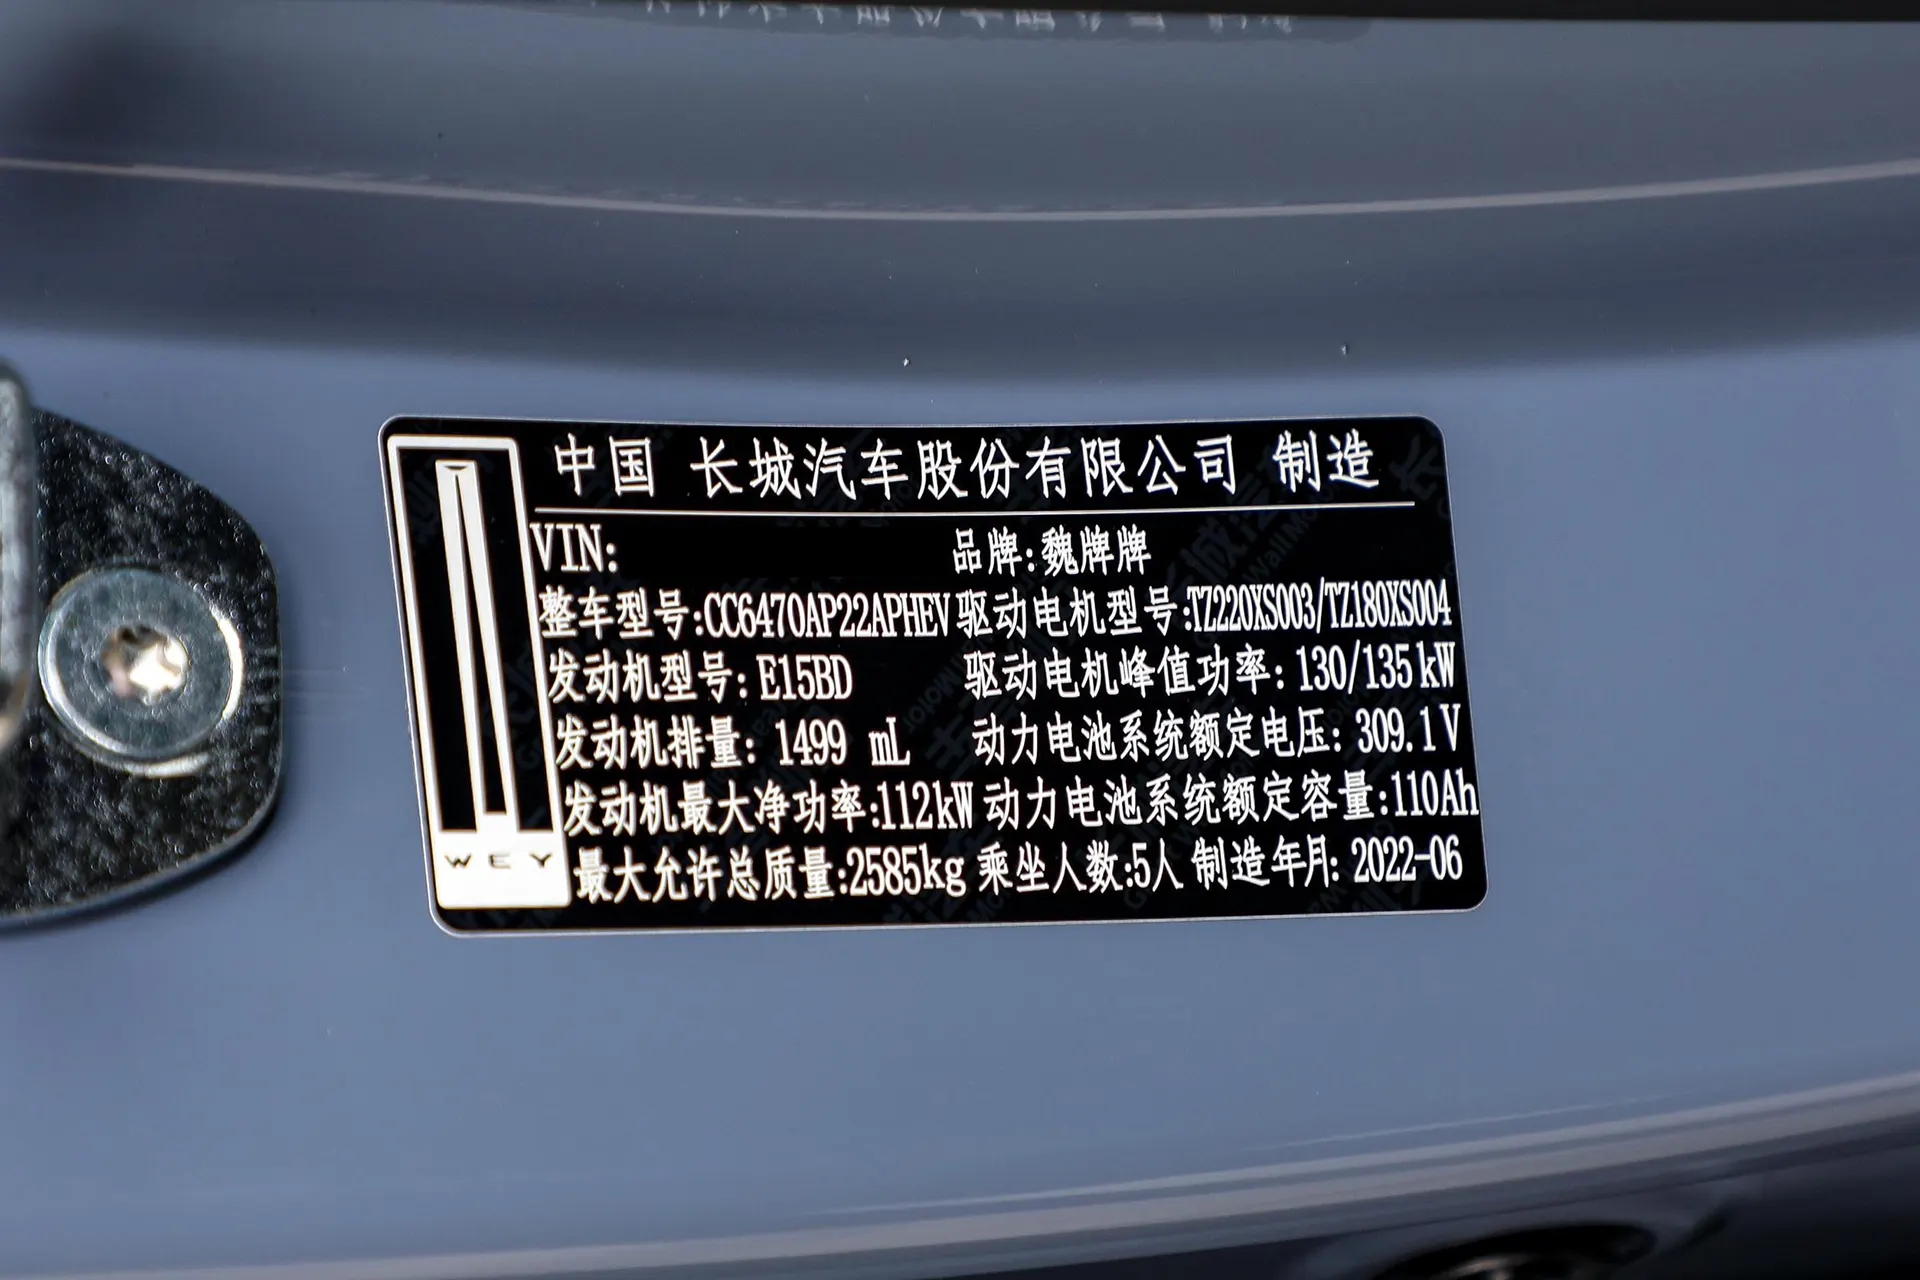 中国 长城汽车股份有限公司 制造
VIN: 品牌:魏牌牌
整车型号:CC6470AP22APHEV 驱动电机型号:TZ220XS003/TZ180XS004
发动机型号: E15BD 驱动电机峰值功率: 130/135kW
发动机排量: 1499 mL 动力电池系统额定电压: 309.1V
发动机最大净功率:112kW 动力电池系统额定容量:110Ah
最大允许总质量:2585kg 乘坐人数:5人 制造年月: 2022-06
WEY